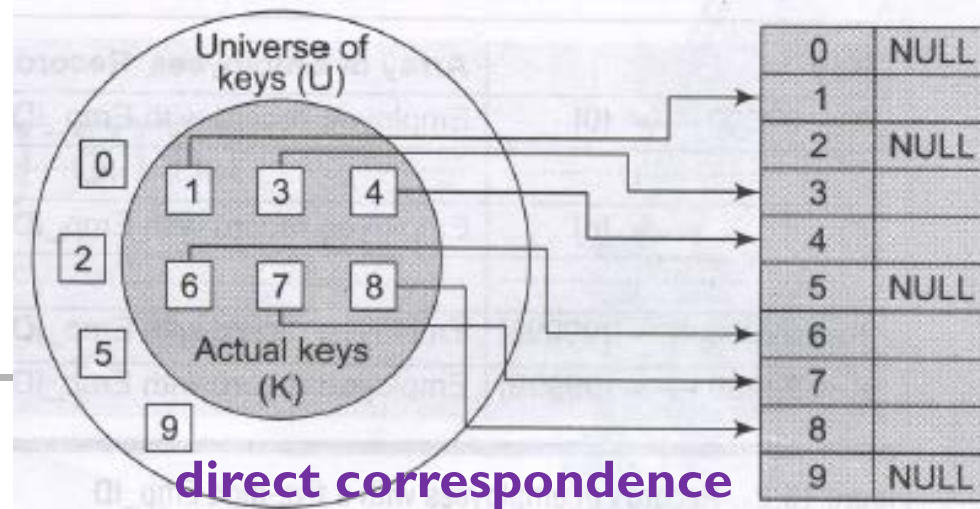 Universe of
keys (U)
0
1 3 4
2
6 7 8
5
Actual keys
(K)
9
direct correspondence
0 NULL
1
2 NULL
3
4
5 NULL
6
7
8
9 NULL